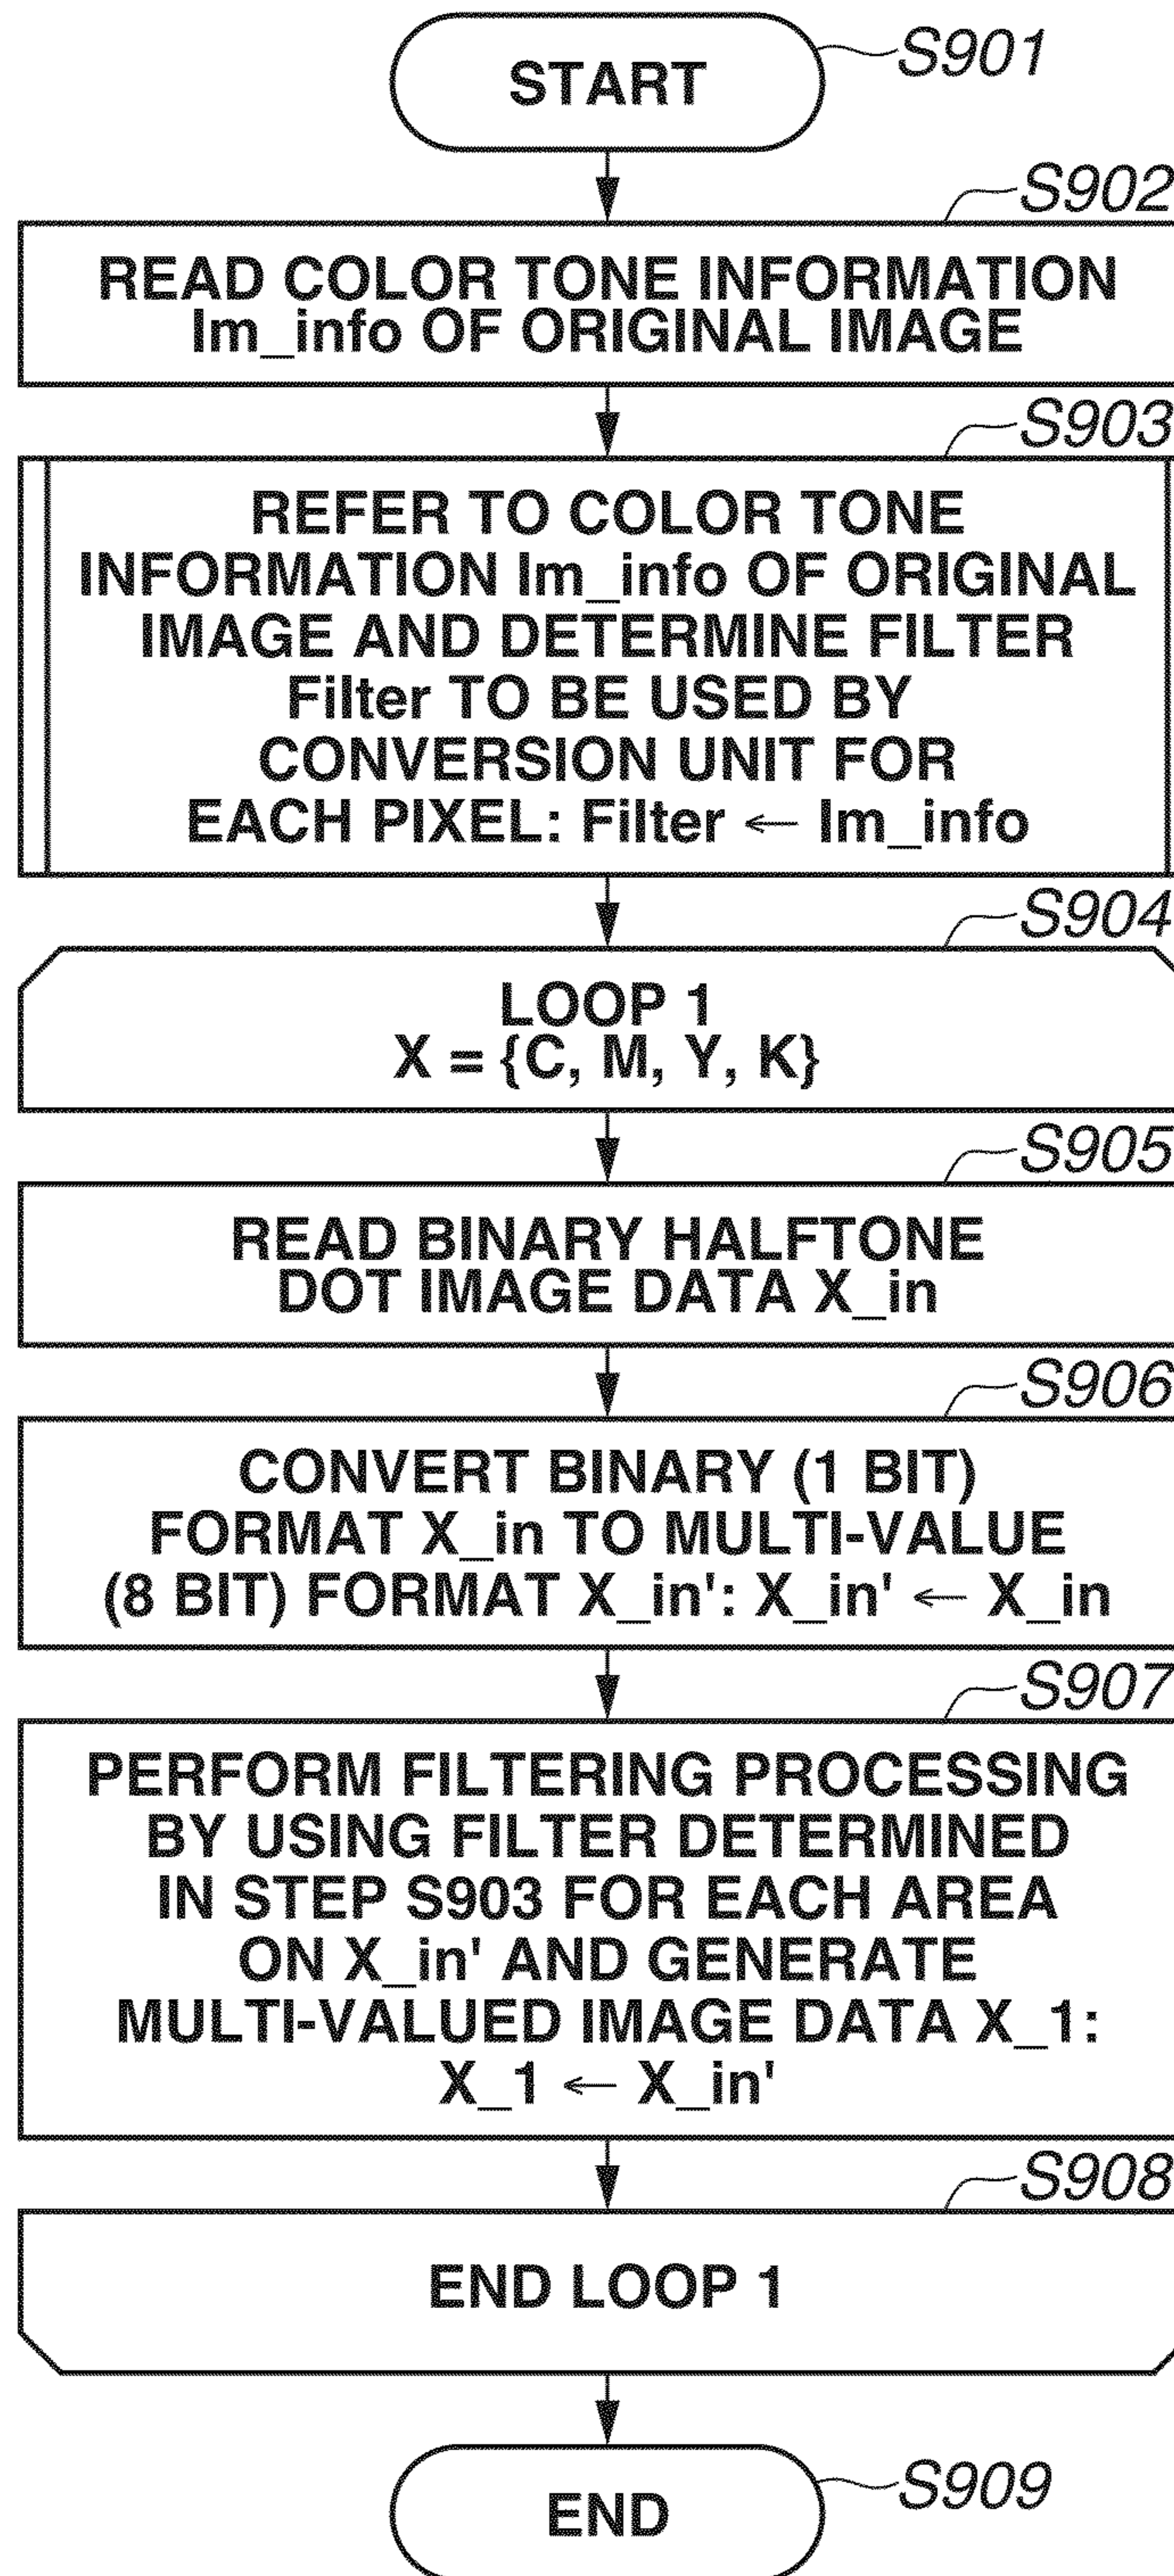 START
S901
S902
READ COLOR TONE INFORMATION
Im_info OF ORIGINAL IMAGE
S903
REFER TO COLOR TONE
INFORMATION Im_info OF ORIGINAL
IMAGE AND DETERMINE FILTER
Filter TO BE USED BY
CONVERSION UNIT FOR
EACH PIXEL: Filter ← Im_info
S904
LOOP 1
X = {C, M, Y, K}
S905
READ BINARY HALFTONE
DOT IMAGE DATA X_in
S906
CONVERT BINARY (1 BIT)
FORMAT X_in TO MULTI-VALUE
(8 BIT) FORMAT X_in': X_in' ← X_in
S907
PERFORM FILTERING PROCESSING
BY USING FILTER DETERMINED
IN STEP S903 FOR EACH AREA
ON X_in' AND GENERATE
MULTI-VALUED IMAGE DATA X_1:
X_1 ← X_in'
S908
END LOOP 1
S909
END